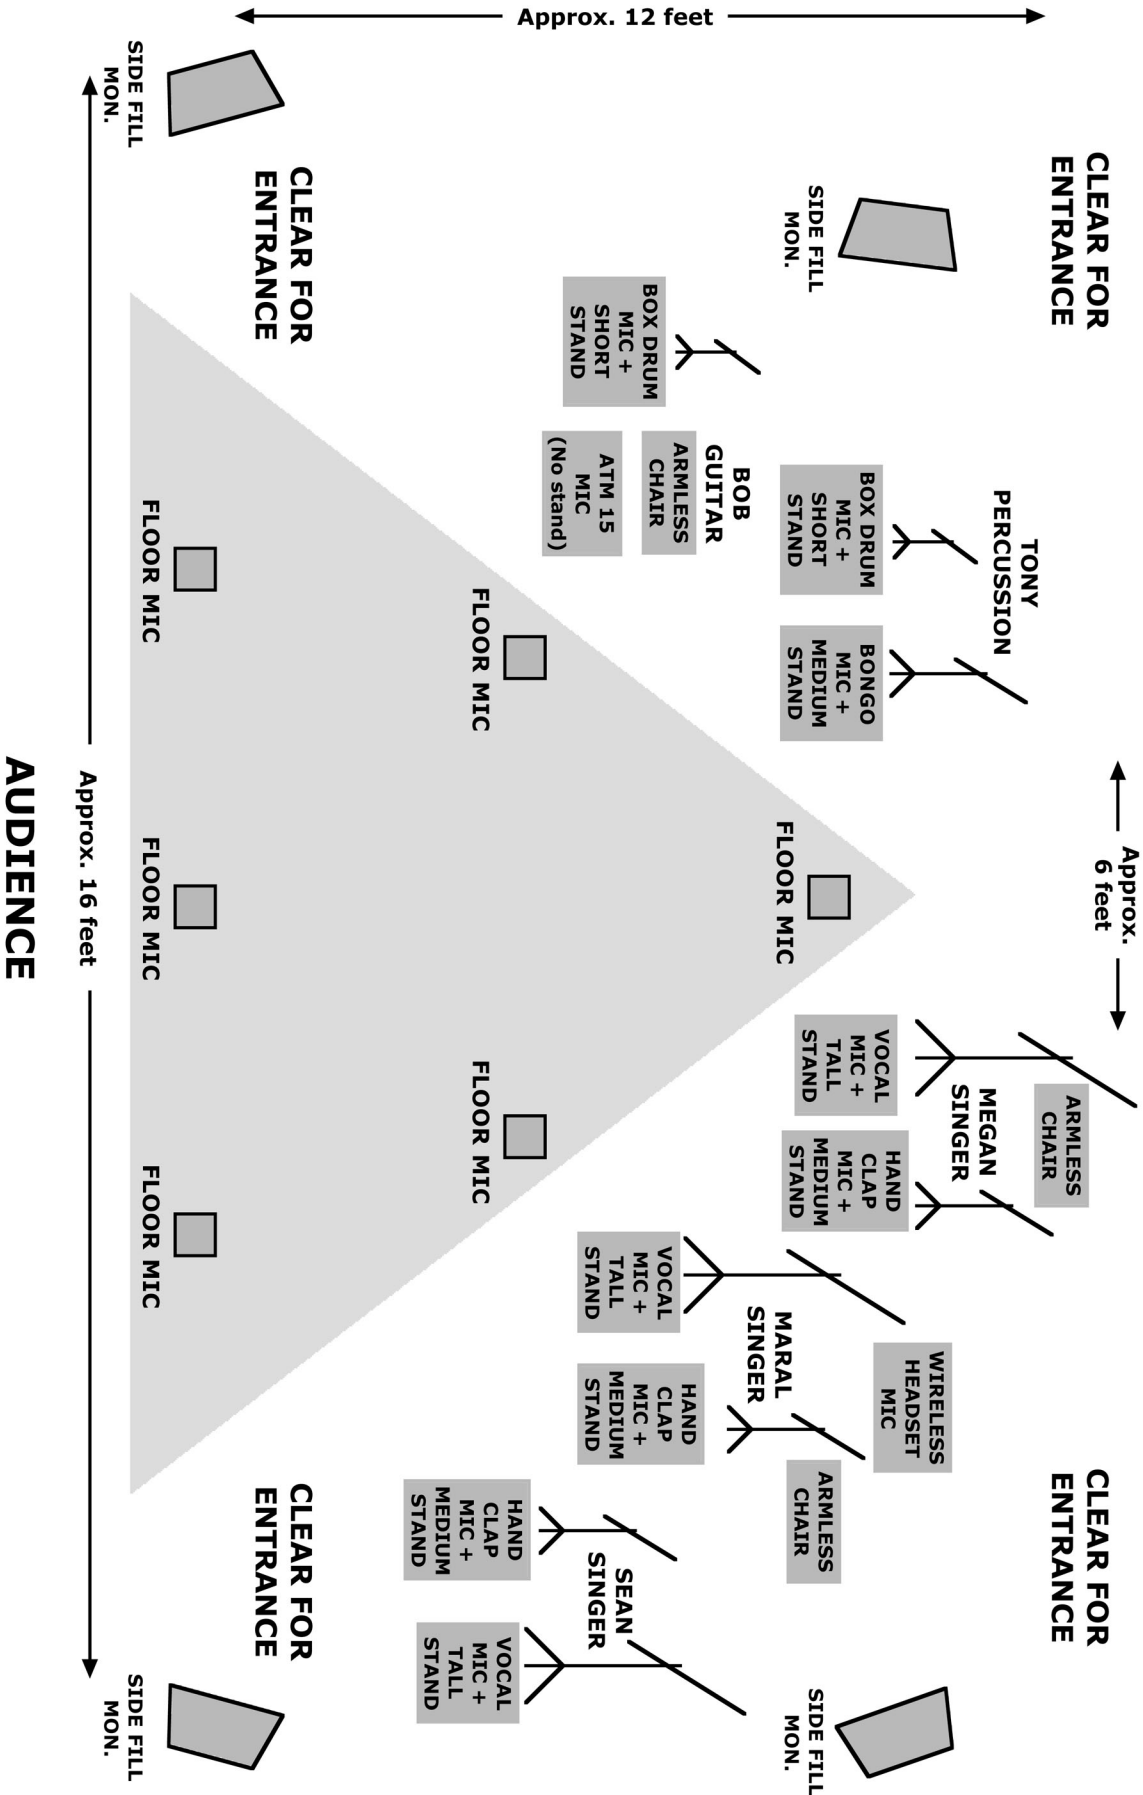 Approx.
6 feet
CLEAR FOR
ENTRANCE
CLEAR FOR
ENTRANCE
Approx. 12 feet
SIDE FILL
MON.
TONY
PERCUSSION
BOX DRUM
MIC +
SHORT
STAND
BONGO
MIC +
MEDIUM
STAND
BOB
GUITAR
BOX DRUM
MIC +
SHORT
STAND
ARMLESS
CHAIR
ATM 15
MIC
(No stand)
ARMLESS
CHAIR
MEGAN
SINGER
VOCAL
MIC +
TALL
STAND
HAND
CLAP
MIC +
MEDIUM
STAND
WIRELESS
HEADSET
MIC
MARAL
SINGER
ARMLESS
CHAIR
VOCAL
MIC +
TALL
STAND
HAND
CLAP
MIC +
MEDIUM
STAND
SEAN
SINGER
HAND
CLAP
MIC +
MEDIUM
STAND
VOCAL
MIC +
TALL
STAND
SIDE FILL
MON.
FLOOR MIC
FLOOR MIC
FLOOR MIC
CLEAR FOR
ENTRANCE
CLEAR FOR
ENTRANCE
FLOOR MIC
FLOOR MIC
FLOOR MIC
SIDE FILL
MON.
SIDE FILL
MON.
Approx. 16 feet
AUDIENCE